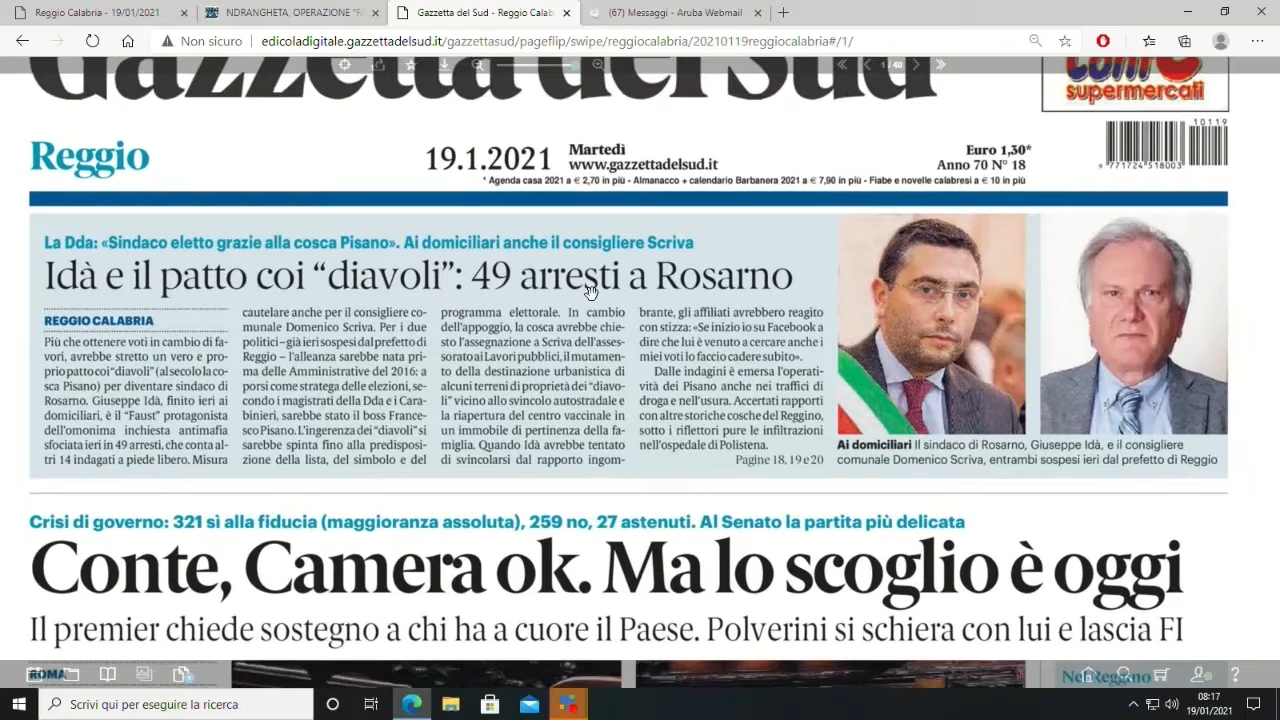 Reggio Calabria - 19/01/2021
NDRANGHETA, OPERAZIONE "FA
Gazzetta del Sud - Reggio Calab
(67) Messaggi - Aruba Webmail
Non sicuro
edicoladigitale.gazzettadelsud.it/gazzettasud/pageflip/swipe/reggiocalabria/20210119reggiocalabria#/1/
Gazzetta del Sud
1/40
supermercati
Reggio
19.1.2021
Martedì
www.gazzettadelsud.it
Euro 1,30*
Anno 70 N° 18
* Agenda casa 2021 a € 2,70 in più - Almanacco + calendario Barbanera 2021 a € 7,90 in più - Fiabe e novelle calabresi a € 10 in più
10119
771724 518003
La Dda: «Sindaco eletto grazie alla cosca Pisano». Ai domiciliari anche il consigliere Scriva
Idà e il patto coi “diavoli”: 49 arresti a Rosarno
REGGIO CALABRIA
Più che ottenere voti in cambio di fa-
vori, avrebbe stretto un vero e pro-
prio patto coi “diavoli” (al secolo la co-
sca Pisano) per diventare sindaco di
Rosarno. Giuseppe Idà, finito ieri ai
domiciliari, è il “Faust” protagonista
dell'omonima inchiesta antimafia
sfociata ieri in 49 arresti, che conta al-
tri 14 indagati a piede libero. Misura
cautelare anche per il consigliere co-
munale Domenico Scriva. Per i due
politici – già ieri sospesi dal prefetto di
Reggio – l'alleanza sarebbe nata pri-
ma delle Amministrative del 2016: a
porsi come stratega delle elezioni, se-
condo i magistrati della Dda e i Cara-
binieri, sarebbe stato il boss France-
sco Pisano. L'ingerenza dei “diavoli” si
sarebbe spinta fino alla predisposi-
zione della lista, del simbolo e del
programma elettorale. In cambio
dell'appoggio, la cosca avrebbe chie-
sto l'assegnazione a Scriva dell'asses-
sorato ai Lavori pubblici, il mutamen-
to della destinazione urbanistica di
alcuni terreni di proprietà dei “diavo-
li” vicino allo svincolo autostradale e
la riapertura del centro vaccinale in
un immobile di pertinenza della fa-
miglia. Quando Idà avrebbe tentato
di svincolarsi dal rapporto ingom-
brante, gli affiliati avrebbero reagito
con stizza: «Se inizio io su Facebook a
dire che lui è venuto a cercare anche i
miei voti lo faccio cadere subito».
Dalle indagini è emersa l'operati-
vità dei Pisano anche nei traffici di
droga e nell'usura. Accertati rapporti
con altre storiche cosche del Reggino,
sotto i riflettori pure le infiltrazioni
nell'ospedale di Polistena.
Pagine 18, 19 e 20
Ai domiciliari Il sindaco di Rosarno, Giuseppe Idà, e il consigliere
comunale Domenico Scriva, entrambi sospesi ieri dal prefetto di Reggio
Crisi di governo: 321 sì alla fiducia (maggioranza assoluta), 259 no, 27 astenuti. Al Senato la partita più delicata
Conte, Camera ok. Ma lo scoglio è oggi
Il premier chiede sostegno a chi ha a cuore il Paese. Polverini si schiera con lui e lascia FI
ROMA
Nel Reggino
Scrivi qui per eseguire la ricerca
08:17
19/01/2021